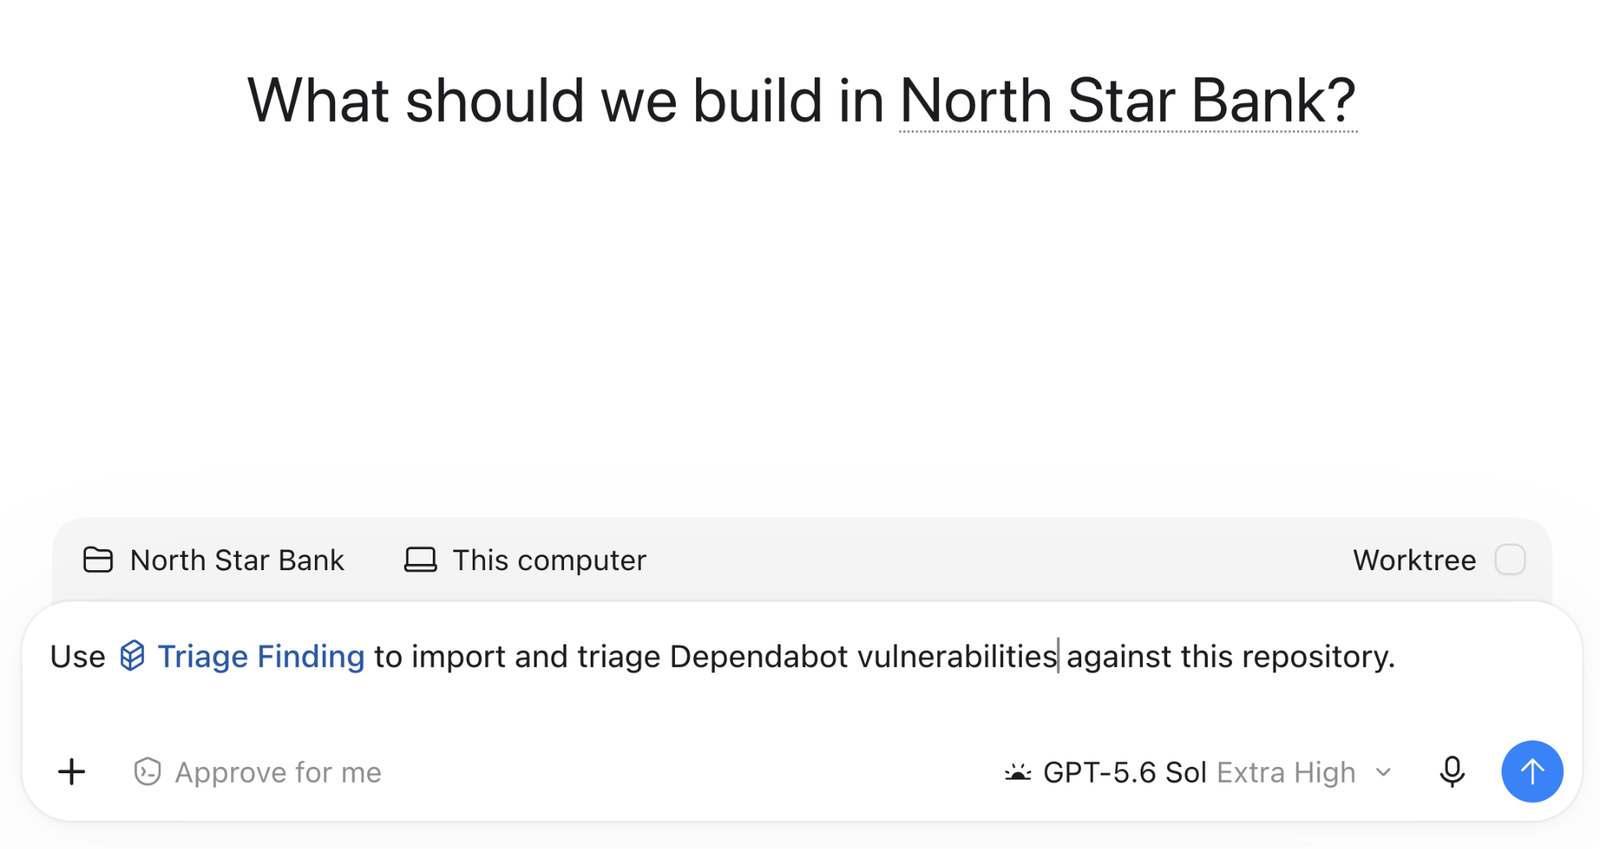 What should we build in North Star Bank?
North Star Bank This computer Worktree
Use Triage Finding to import and triage Dependabot vulnerabilities against this repository.
Approve for me GPT-5.6 Sol Extra High